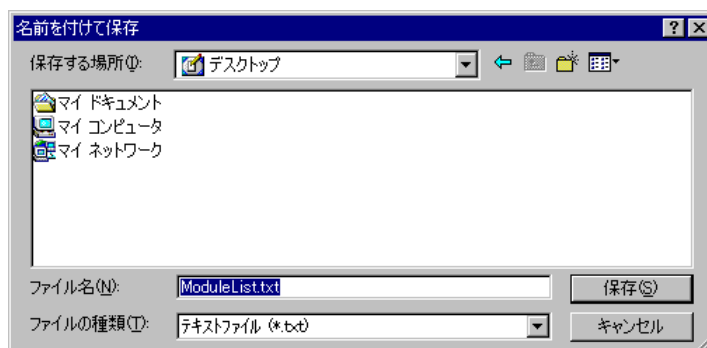 名前を付けて保存
保存する場所(I): デスクトップ
マイ ドキュメント
マイ コンピュータ
マイ ネットワーク
ファイル名(N): ModuleList.txt 保存(S)
ファイルの種類(T): テキストファイル (*.txt) キャンセル